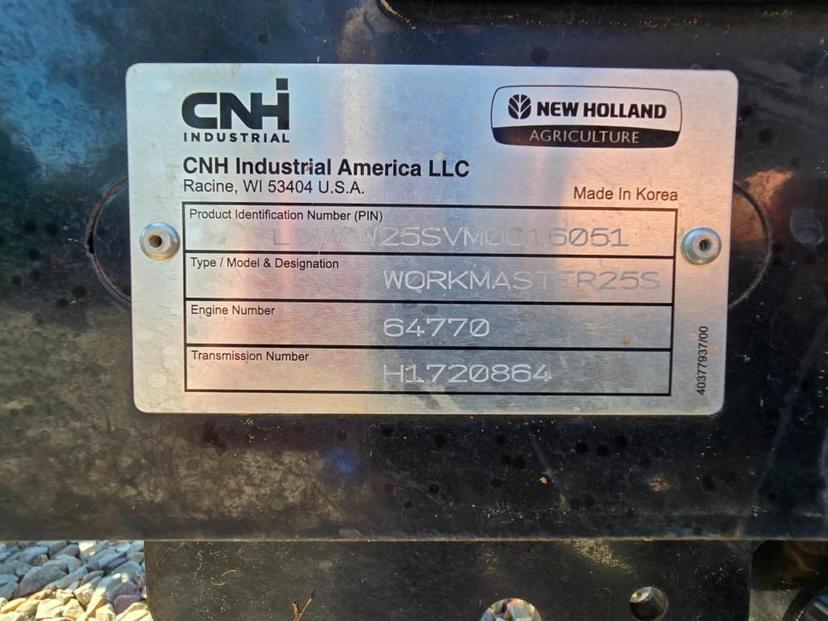 CNH
INDUSTRIAL
NEW HOLLAND
AGRICULTURE
CNH Industrial America LLC
Racine, WI 53404 U.S.A.
Made In Korea
Product Identification Number (PIN)
Type / Model & Designation
WORKMASTER25S
Engine Number
64770
Transmission Number
H1720864
40377937/00